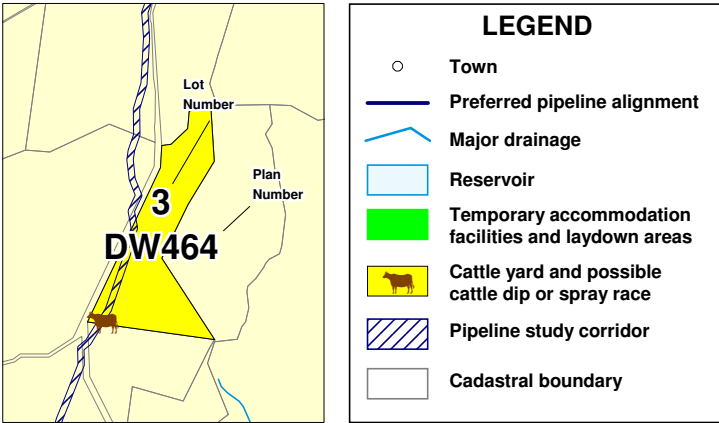 Lot
Number
3
DW464
Plan
Number
LEGEND
Town
Preferred pipeline alignment
Major drainage
Reservoir
Temporary accommodation
facilities and laydown areas
Cattle yard and possible
cattle dip or spray race
Pipeline study corridor
Cadastral boundary